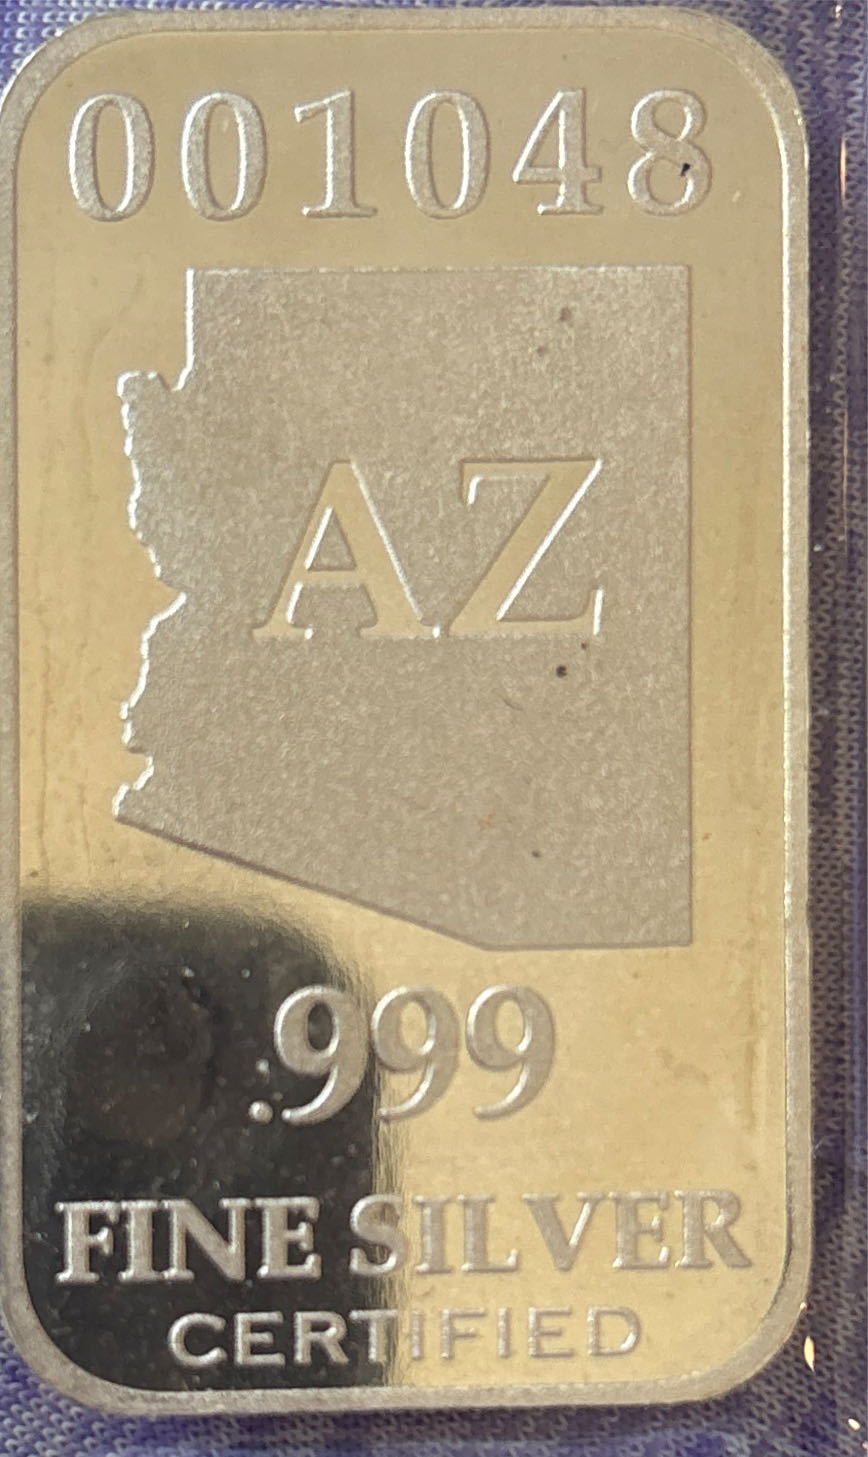 001048
AZ
.999
FINE SILVER
CERTIFIED